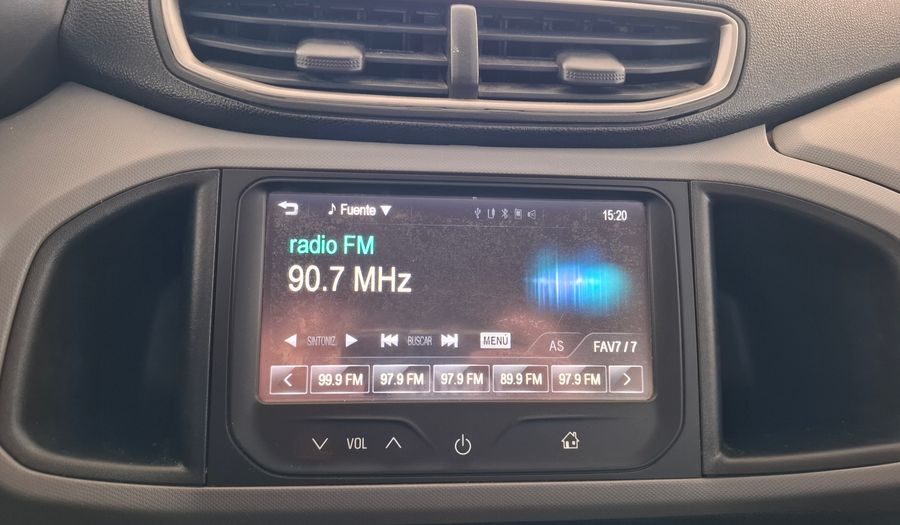 Fuente
15:20
radio FM
90.7 MHz
SINTONIZ BUSCAR MENÚ AS FAV7 / 7
99.9 FM 97.9 FM 97.9 FM 89.9 FM 97.9 FM
VOL